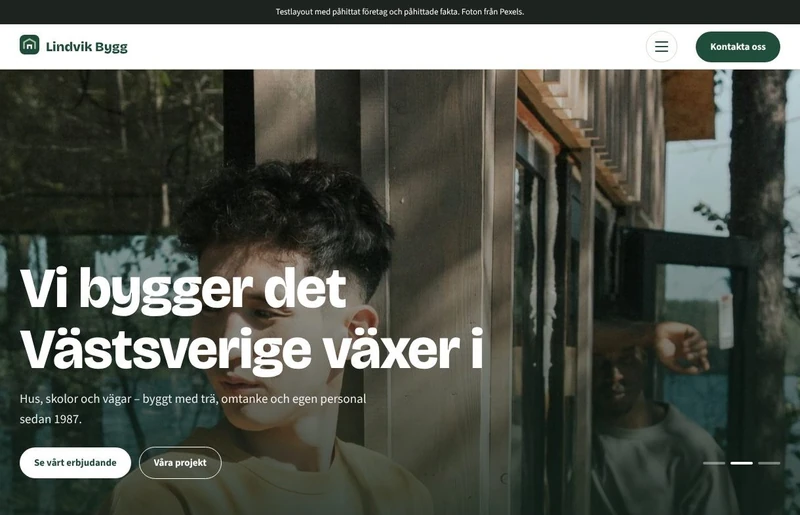 Testlayout med påhittat företag och påhittade fakta. Foton från Pexels.
Lindvik Bygg
Kontakta oss
Vi bygger det
Västsverige växer i
Hus, skolor och vägar – byggt med trä, omtanke och egen personal
sedan 1987.
Se vårt erbjudande
Våra projekt